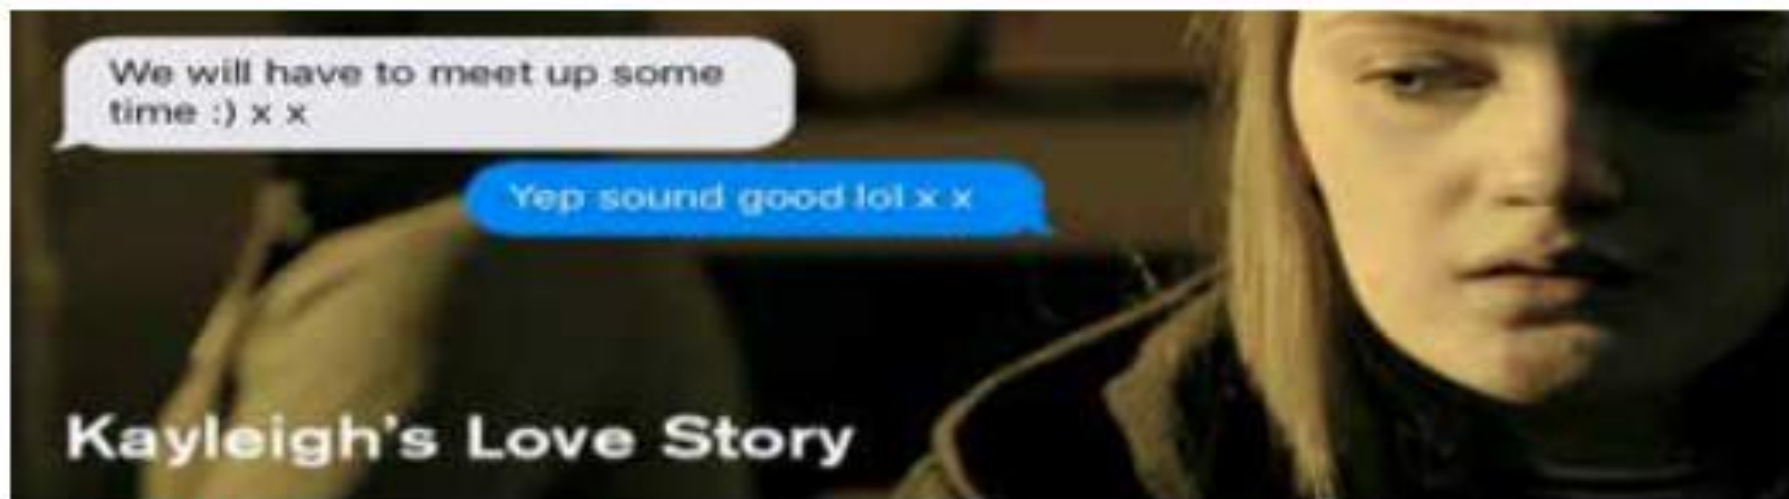 We will have to meet up some
time :) x x
Yep sound good lol x x
Kayleigh's Love Story